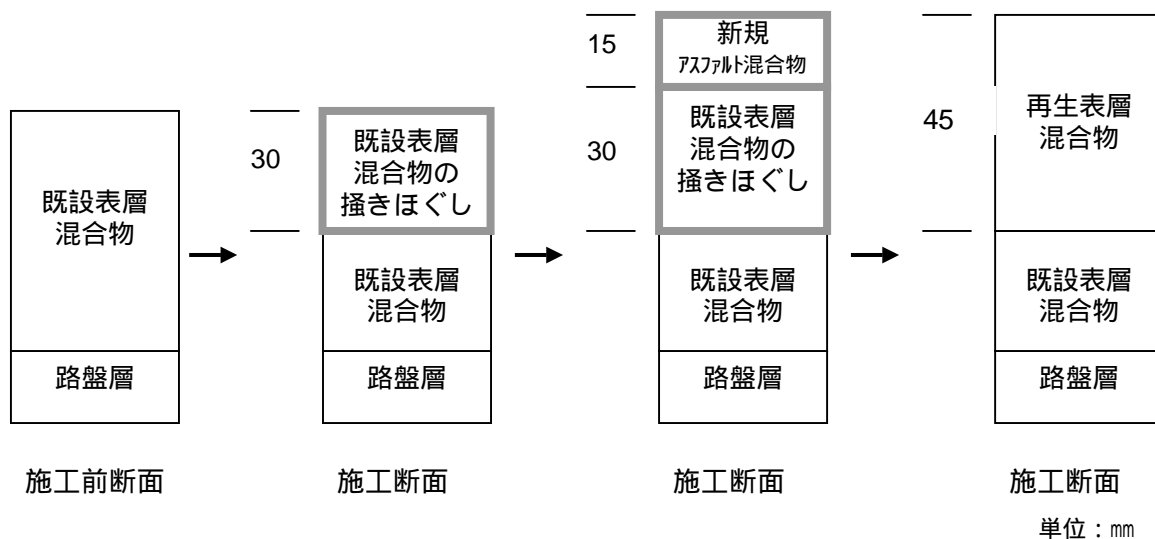 既設表層
混合物
路盤層
施工前断面
30
既設表層
混合物の
掻きほぐし
既設表層
混合物
路盤層
施工断面
15
30
新規
ｱｽﾌｧﾙﾄ混合物
既設表層
混合物の
掻きほぐし
既設表層
混合物
路盤層
施工断面
45
再生表層
混合物
既設表層
混合物
路盤層
施工断面
単位：㎜